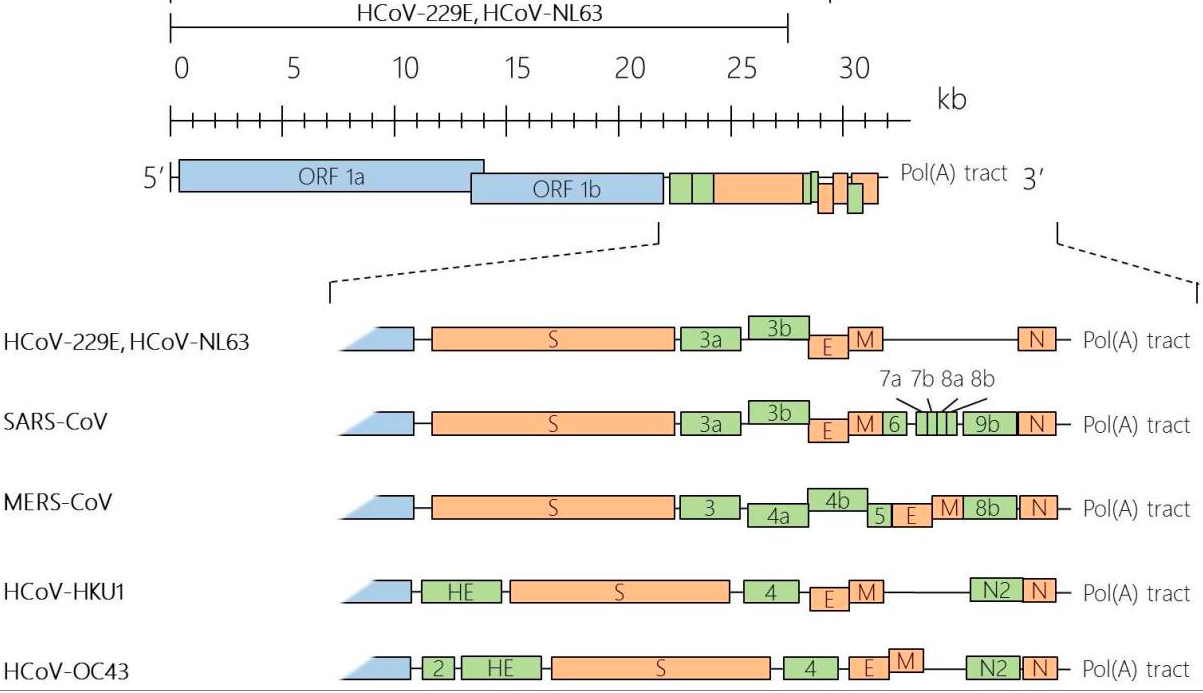 HCoV-229E, HCoV-NL63
0 5 10 15 20 25 30
kb
5′ ORF 1a ORF 1b Pol(A) tract 3′
HCoV-229E, HCoV-NL63 S 3a 3b E M N Pol(A) tract
7a 7b 8a 8b
SARS-CoV S 3a 3b E M 6 9b N Pol(A) tract
MERS-CoV S 3 4a 4b 5 E M 8b N Pol(A) tract
HCoV-HKU1 HE S 4 E M N2 N Pol(A) tract
HCoV-OC43 2 HE S 4 E M N2 N Pol(A) tract